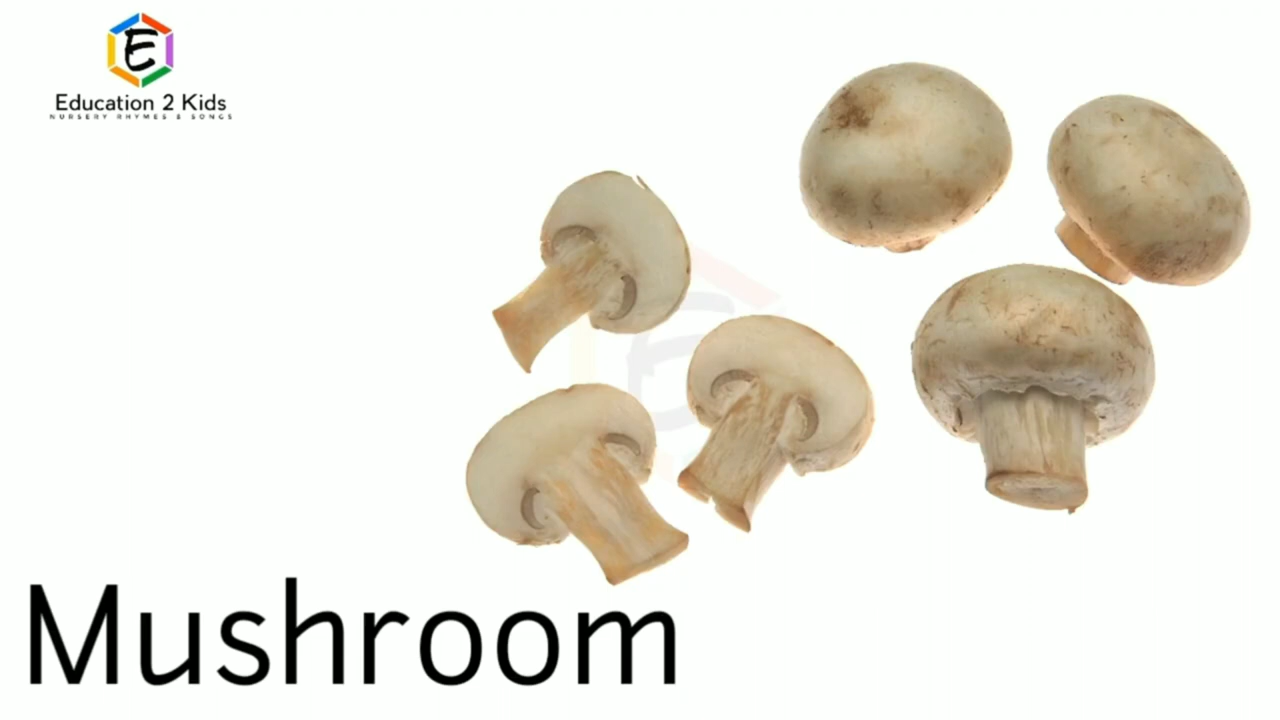 E
Education 2 Kids
NURSERY RHYMES & SONGS
E
Mushroom